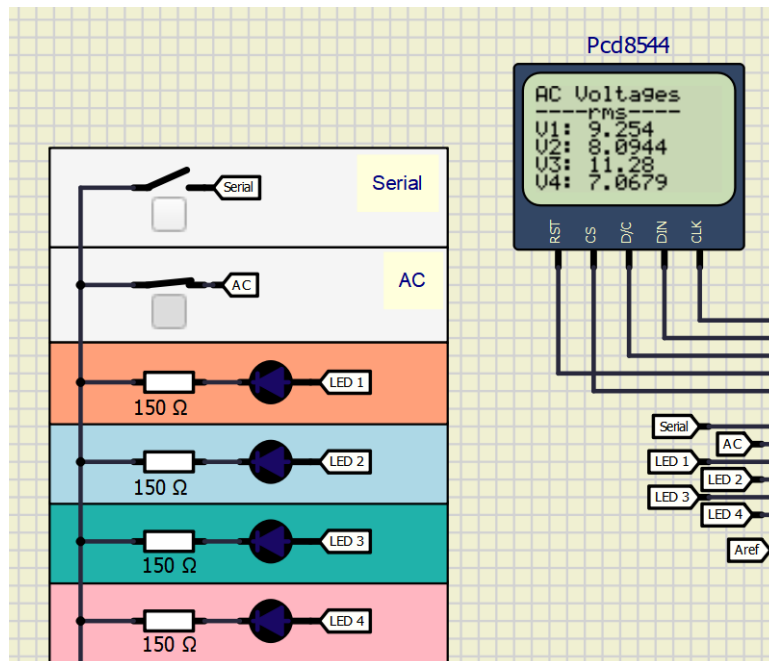 Pcd8544
AC Voltages
----rms----
V1: 9.254
V2: 8.0944
V3: 11.28
V4: 7.0679
RST
CS
D/C
DIN
CLK
Serial
Serial
AC
AC
LED 1
150 Ω
LED 2
150 Ω
LED 3
150 Ω
LED 4
150 Ω
Serial
AC
LED 1
LED 2
LED 3
LED 4
Aref